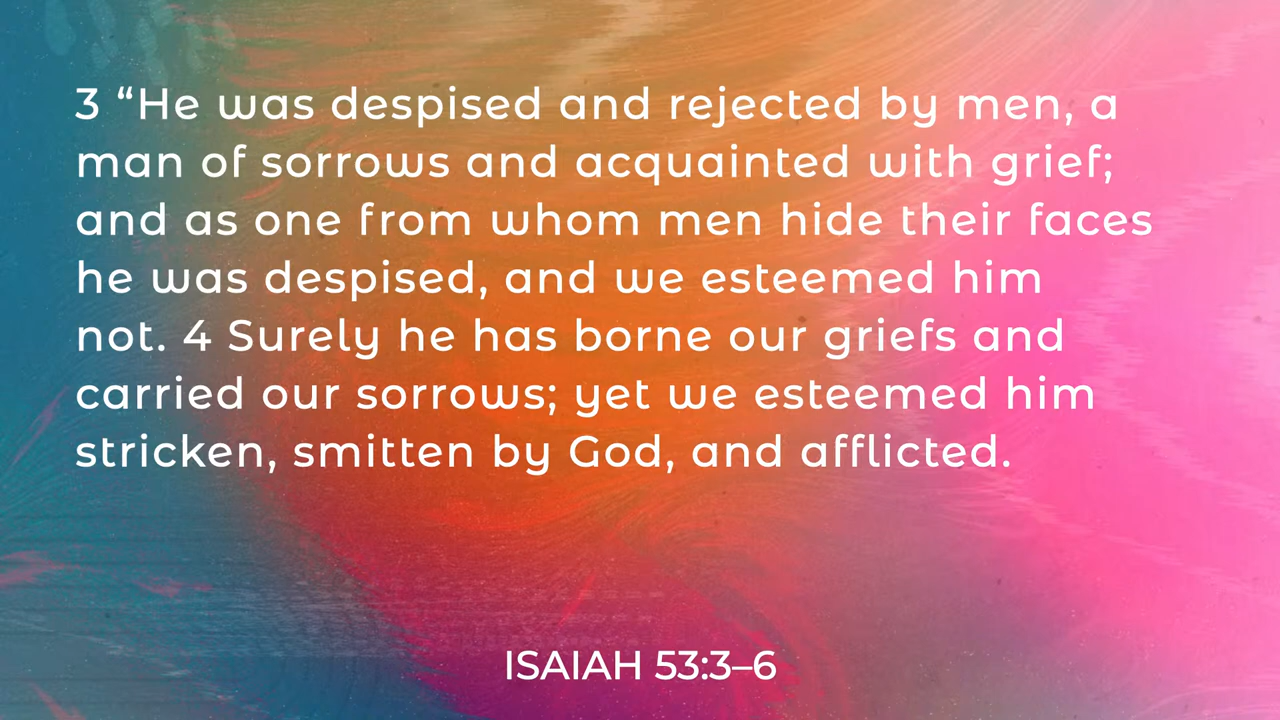 3 “He was despised and rejected by men, a
man of sorrows and acquainted with grief;
and as one from whom men hide their faces
he was despised, and we esteemed him
not. 4 Surely he has borne our griefs and
carried our sorrows; yet we esteemed him
stricken, smitten by God, and afflicted.
ISAIAH 53:3–6